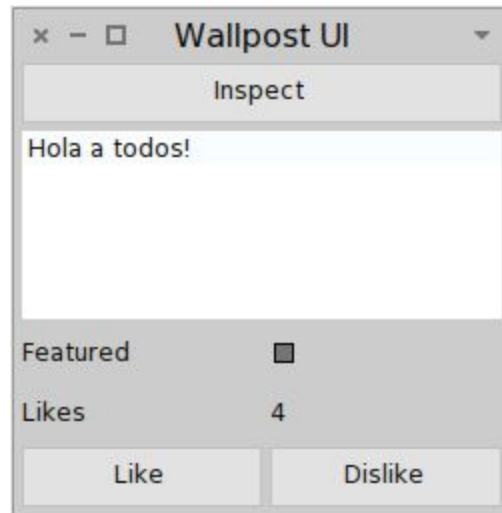 Wallpost UI
Inspect
Hola a todos!
Featured
Likes 4
Like Dislike